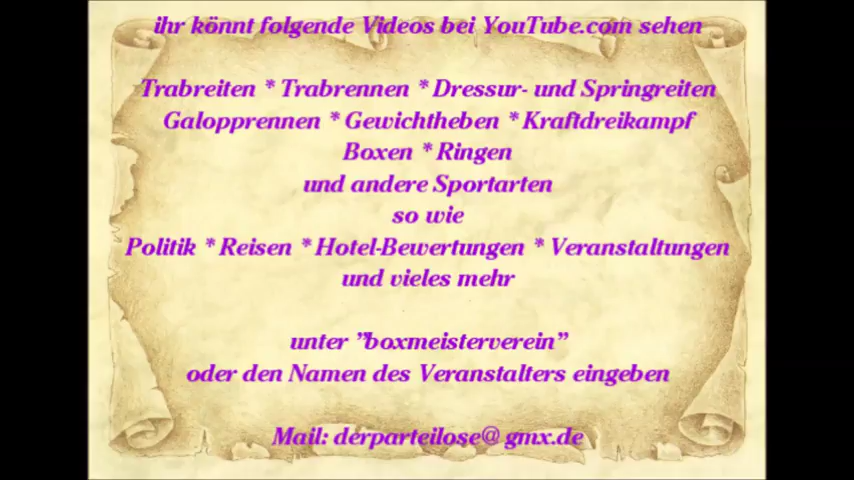 ihr könnt folgende Videos bei YouTube.com sehen
Trabreiten * Trabrennen * Dressur- und Springreiten
Galopprennen * Gewichtheben * Kraftdreikampf
Boxen * Ringen
und andere Sportarten
so wie
Politik * Reisen * Hotel-Bewertungen * Veranstaltungen
und vieles mehr
unter "boxmeisterverein"
oder den Namen des Veranstalters eingeben
Mail: derparteilose@gmx.de